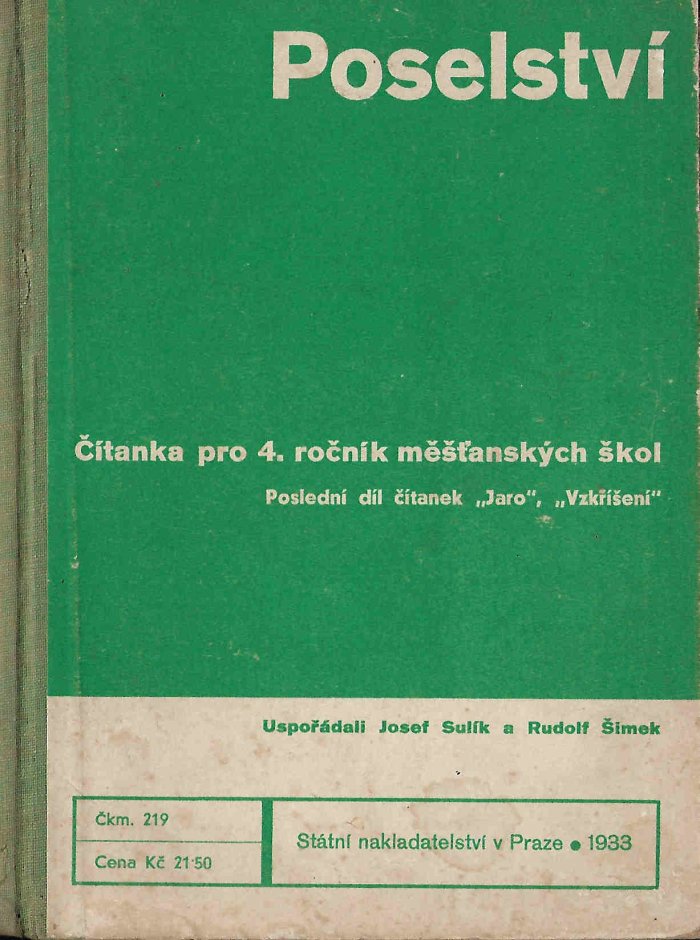 Poselství
Čítanka pro 4. ročník měšťanských škol
Poslední díl čítanek „Jaro“, „Vzkříšení“
Uspořádali Josef Sulík a Rudolf Šimek
Čkm. 219
Cena Kč 21·50
Státní nakladatelství v Praze ● 1933